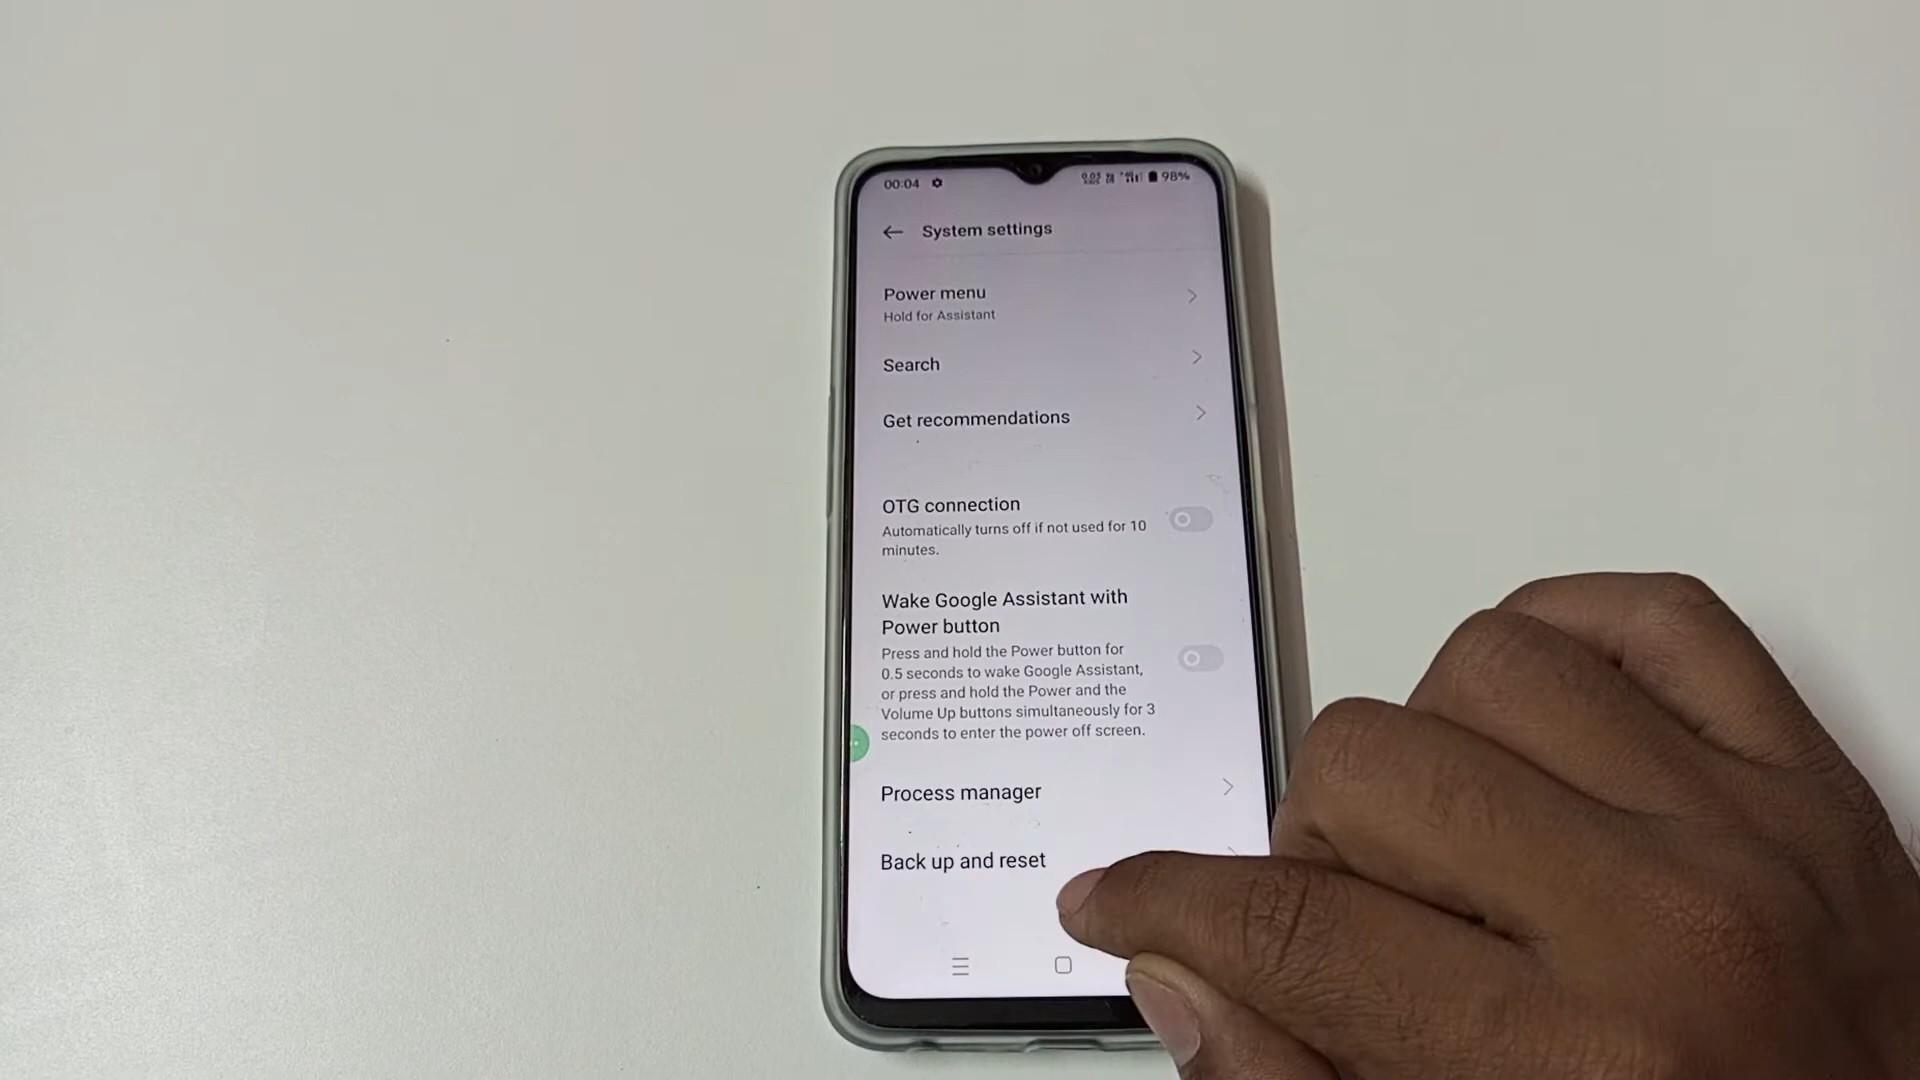 00:04
98%
System settings
Power menu
Hold for Assistant
Search
Get recommendations
OTG connection
Automatically turns off if not used for 10
minutes.
Wake Google Assistant with
Power button
Press and hold the Power button for
0.5 seconds to wake Google Assistant,
or press and hold the Power and the
Volume Up buttons simultaneously for 3
seconds to enter the power off screen.
Process manager
Back up and reset